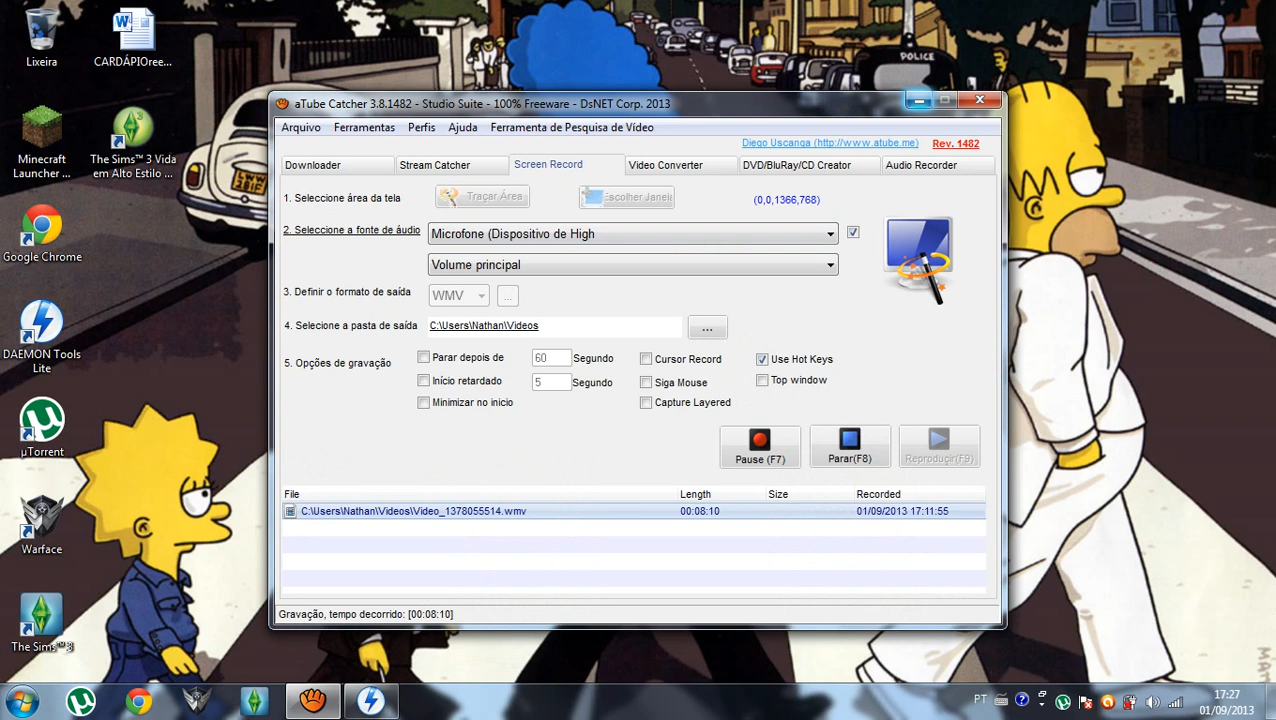 Lixeira
CARDÁPIOree...
POLICE
Minecraft
Launcher ...
The Sims™ 3 Vida
em Alto Estilo ...
Google Chrome
DAEMON Tools
Lite
µTorrent
Warface
The Sims™ 3
aTube Catcher 3.8.1482 - Studio Suite - 100% Freeware - DsNET Corp. 2013
Arquivo Ferramentas Perfis Ajuda Ferramenta de Pesquisa de Vídeo
Diego Uscanga (http://www.atube.me) Rev. 1482
Downloader Stream Catcher Screen Record Video Converter DVD/BluRay/CD Creator Audio Recorder
1. Seleccione área da tela Traçar Área Escolher Janela (0,0,1366,768)
2. Seleccione a fonte de áudio Microfone (Dispositivo de High
Volume principal
3. Definir o formato de saída WMV ...
4. Selecione a pasta de saída C:\Users\Nathan\Videos ...
5. Opções de gravação
Parar depois de 60 Segundo Cursor Record Use Hot Keys
Início retardado 5 Segundo Siga Mouse Top window
Minimizar no inicio Capture Layered
Pause (F7) Parar(F8) Reproduçir(F9)
File Length Size Recorded
C:\Users\Nathan\Videos\Video_1378055514.wmv 00:08:10 01/09/2013 17:11:55
Gravação, tempo decorrido: [00:08:10]
PT
17:27
01/09/2013